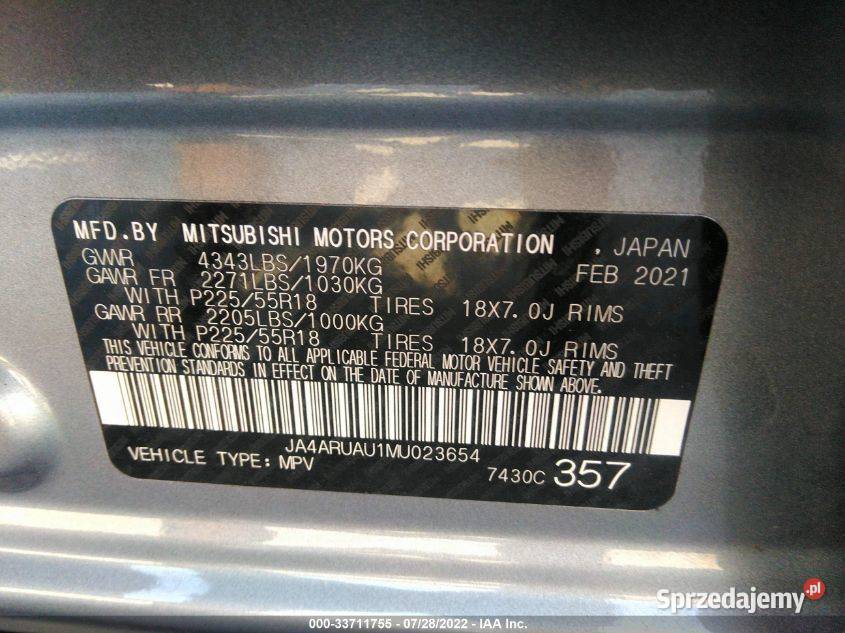 MFD.BY MITSUBISHI MOTORS CORPORATION , JAPAN
GWWR 4343LBS/1970KG FEB 2021
GAWR FR 2271LBS/1030KG
WITH P225/55R18 TIRES 18X7.0J RIMS
GAWR RR 2205LBS/1000KG
WITH P225/55R18 TIRES 18X7.0J RIMS
THIS VEHICLE CONFORMS TO ALL APPLICABLE FEDERAL MOTOR VEHICLE SAFETY AND THEFT
PREVENTION STANDARDS IN EFFECT ON THE DATE OF MANUFACTURE SHOWN ABOVE.
JA4ARUAU1MU023654
VEHICLE TYPE: MPV 7430C 357
Sprzedajemy.pl
000-33711755 - 07/28/2022 - IAA Inc.